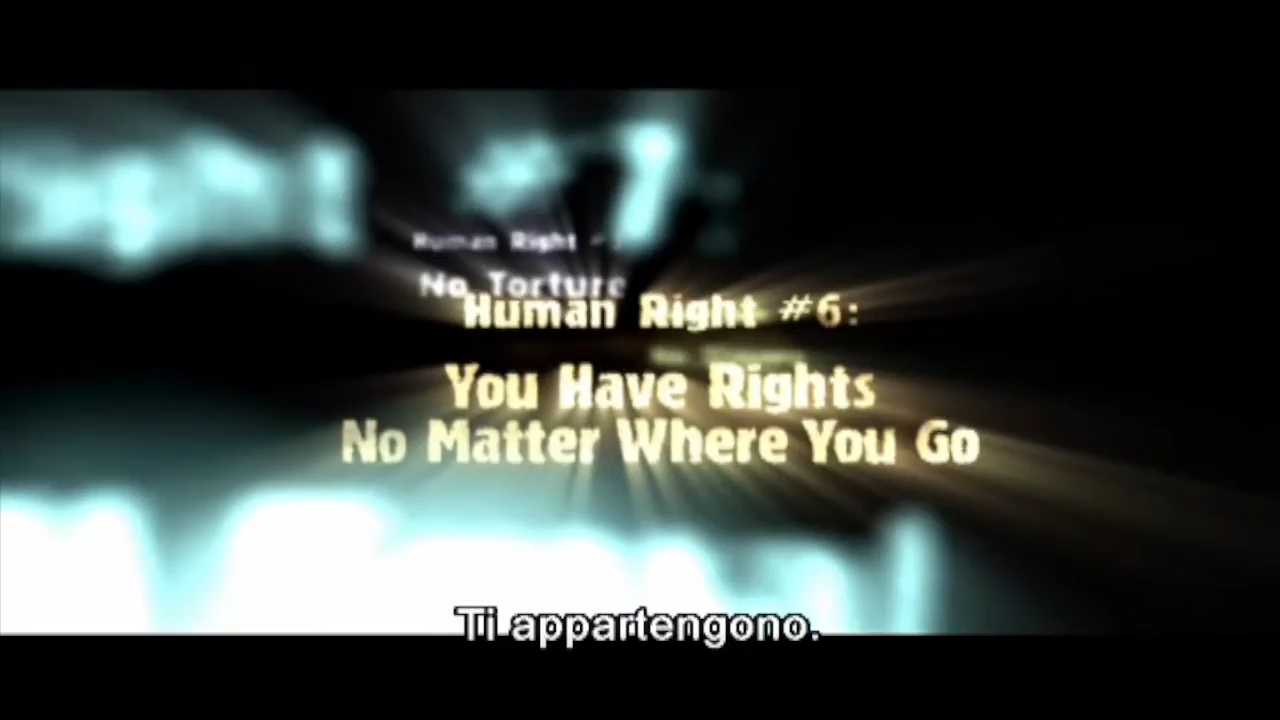 Human Right
No Torture
Human Right #6:
You Have Rights
No Matter Where You Go
Ti appartengono.